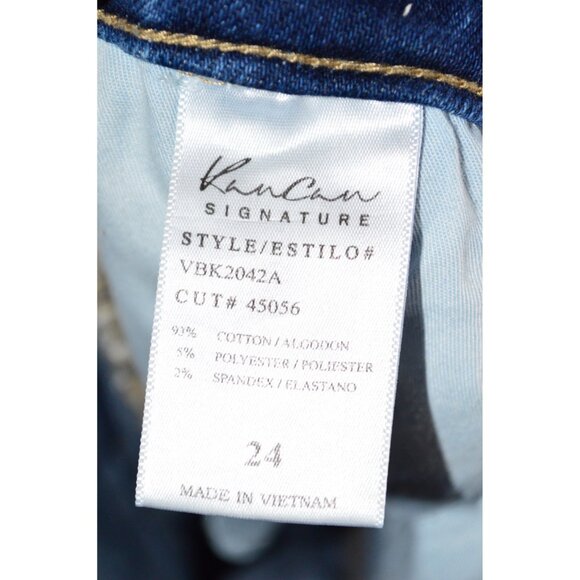 KanCan
SIGNATURE
STYLE/ESTILO#
VBK2042A
CUT# 45056
93% COTTON / ALGODON
5% POLYESTER / POLIESTER
2% SPANDEX / ELASTANO
24
MADE IN VIETNAM